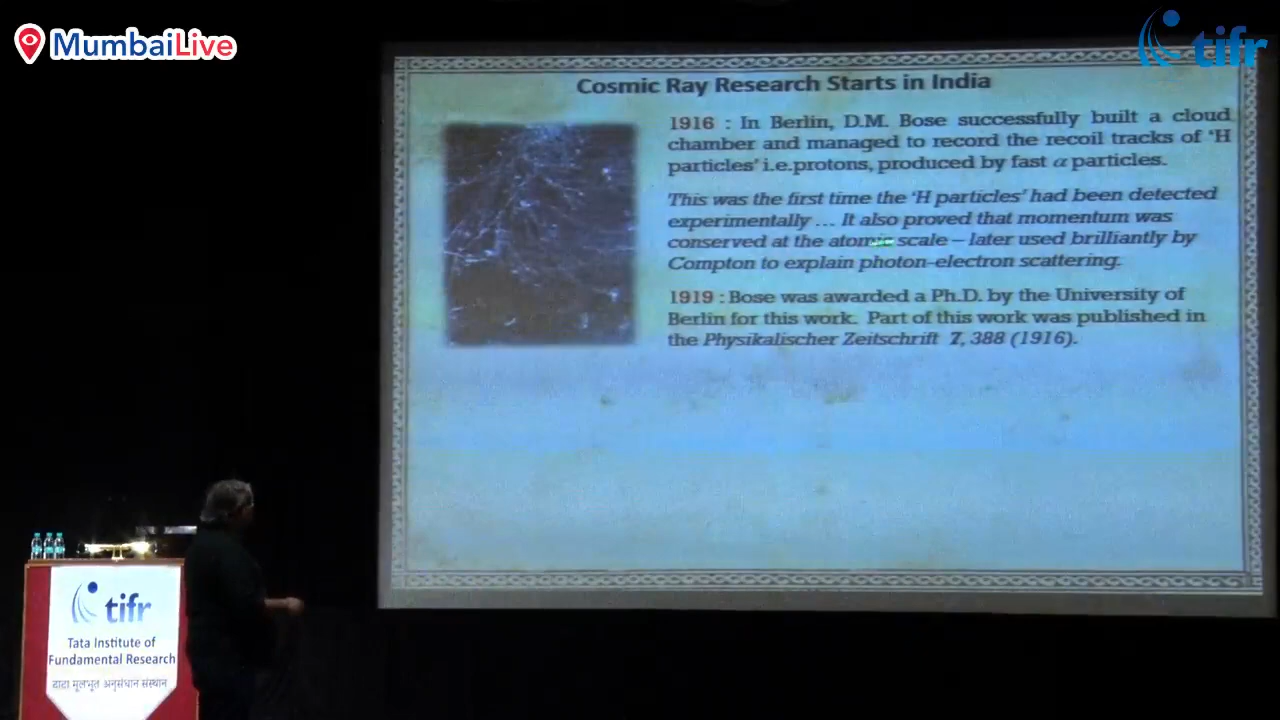 MumbaiLive
tifr
Cosmic Ray Research Starts in India
1916 : In Berlin, D.M. Bose successfully built a cloud
chamber and managed to record the recoil tracks of ‘H
particles’ i.e.protons, produced by fast α particles.
This was the first time the ‘H particles’ had been detected
experimentally ... It also proved that momentum was
conserved at the atomic scale – later used brilliantly by
Compton to explain photon-electron scattering.
1919 : Bose was awarded a Ph.D. by the University of
Berlin for this work. Part of this work was published in
the Physikalischer Zeitschrift 7, 388 (1916).
tifr
Tata Institute of
Fundamental Research
टाटा मूलभूत अनुसंधान संस्थान